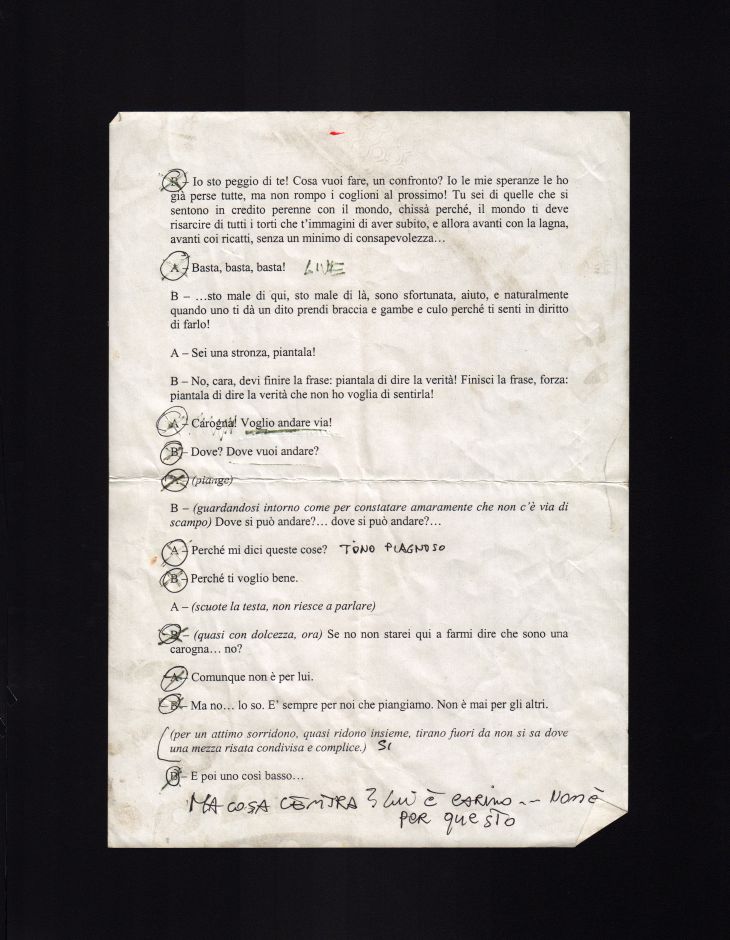 B – Io sto peggio di te! Cosa vuoi fare, un confronto? Io le mie speranze le ho
già perse tutte, ma non rompo i coglioni al prossimo! Tu sei di quelle che si
sentono in credito perenne con il mondo, chissà perché, il mondo ti deve
risarcire di tutti i torti che t'immagini di aver subito, e allora avanti con la lagna,
avanti coi ricatti, senza un minimo di consapevolezza…
A – Basta, basta, basta! LIVE
B – …sto male di qui, sto male di là, sono sfortunata, aiuto, e naturalmente
quando uno ti dà un dito prendi braccia e gambe e culo perché ti senti in diritto
di farlo!
A – Sei una stronza, piantala!
B – No, cara, devi finire la frase: piantala di dire la verità! Finisci la frase, forza:
piantala di dire la verità che non ho voglia di sentirla!
A – Carogna! Voglio andare via!
B – Dove? Dove vuoi andare?
A – (piange)
B – (guardandosi intorno come per constatare amaramente che non c'è via di
scampo) Dove si può andare?… dove si può andare?…
A – Perché mi dici queste cose? TONO PIAGNOSO
B – Perché ti voglio bene.
A – (scuote la testa, non riesce a parlare)
B – (quasi con dolcezza, ora) Se no non starei qui a farmi dire che sono una
carogna… no?
A – Comunque non è per lui.
B – Ma no… lo so. E' sempre per noi che piangiamo. Non è mai per gli altri.
(per un attimo sorridono, quasi ridono insieme, tirano fuori da non si sa dove
una mezza risata condivisa e complice.) SI
B – E poi uno così basso…
MA COSA CENTRA? LUI È CARINO -- NON È
PER QUESTO